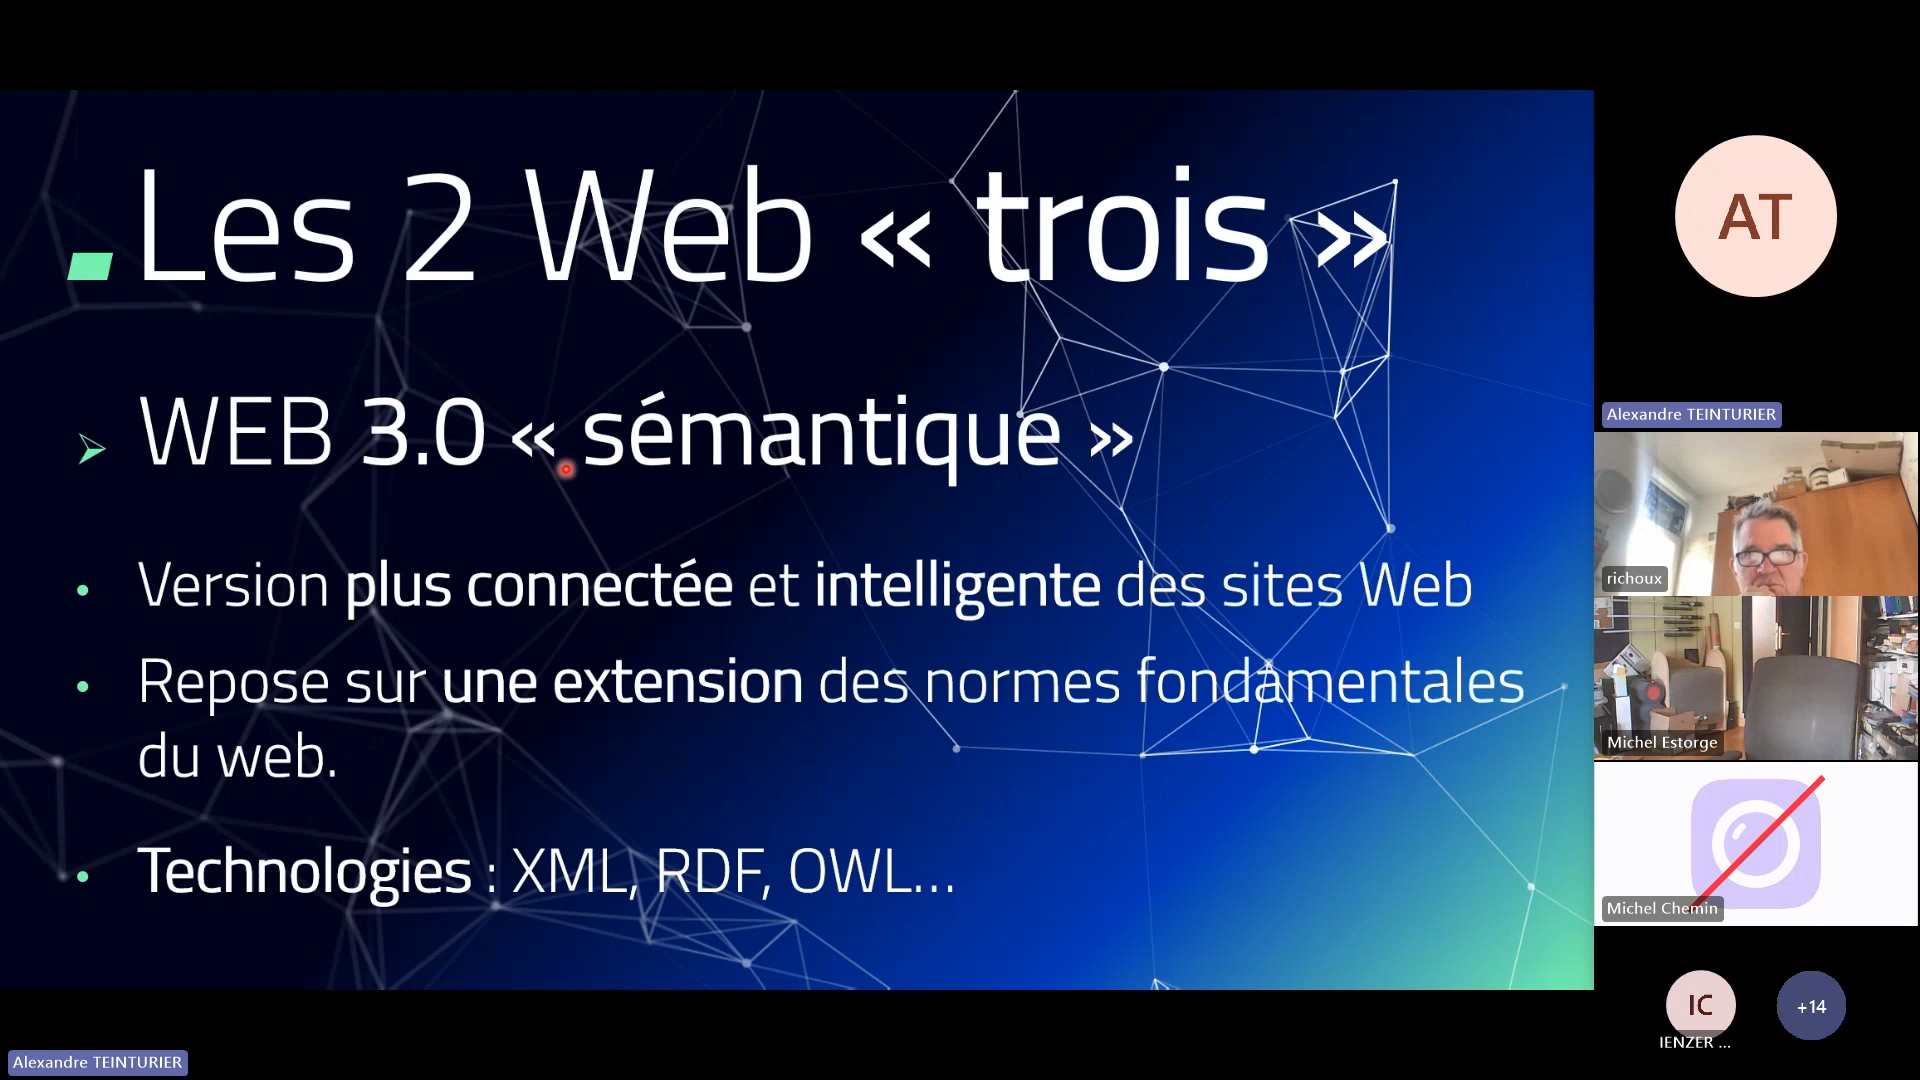 Les 2 Web « trois »
WEB 3.0 « sémantique »
Version plus connectée et intelligente des sites Web
Repose sur une extension des normes fondamentales
du web.
Technologies : XML, RDF, OWL...
AT
Alexandre TEINTURIER
richoux
Michel Estorge
Michel Chemin
IC
IENZER ...
+14
Alexandre TEINTURIER